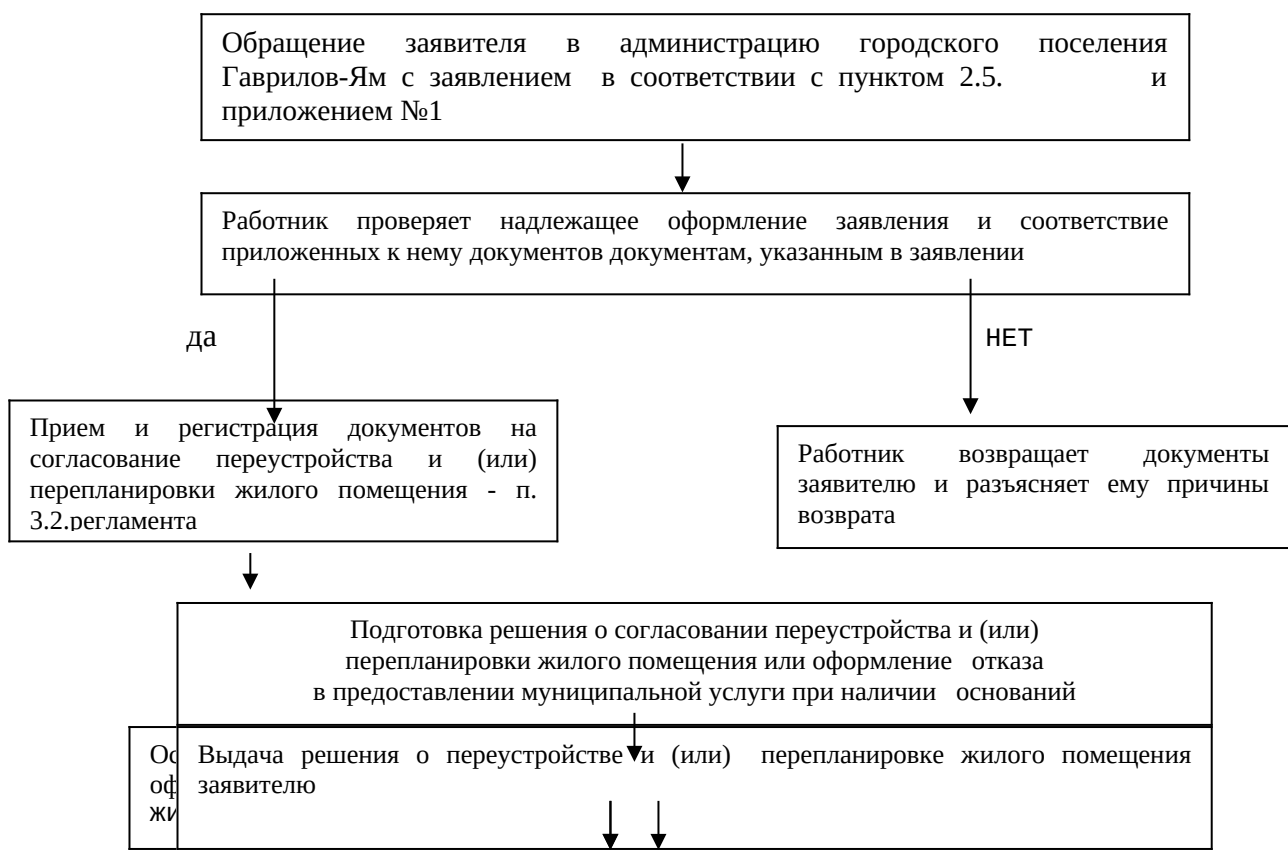 Обращение заявителя в администрацию городского поселения
Гаврилов-Ям с заявлением в соответствии с пунктом 2.5. и
приложением №1
Работник проверяет надлежащее оформление заявления и соответствие
приложенных к нему документов документам, указанным в заявлении
да
НЕТ
Прием и регистрация документов на
согласование переустройства и (или)
перепланировки жилого помещения - п.
3.2.регламента
Работник возвращает документы
заявителю и разъясняет ему причины
возврата
Подготовка решения о согласовании переустройства и (или)
перепланировки жилого помещения или оформление отказа
в предоставлении муниципальной услуги при наличии оснований
Выдача решения о переустройстве и (или) перепланировке жилого помещения
заявителю